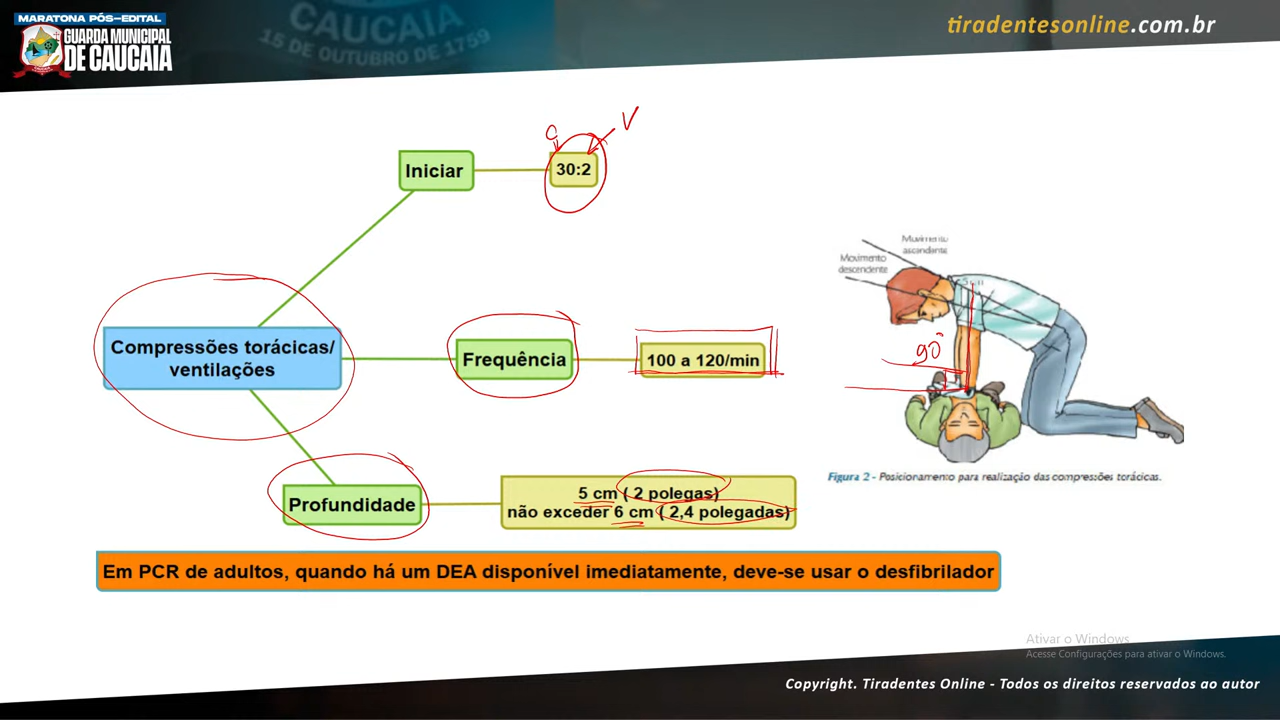 MARATONA PÓS-EDITAL
GUARDA MUNICIPAL
DE CAUCAIA
CAUCAIA
15 DE OUTUBRO DE 1759
tiradentesonline.com.br
C
V
Iniciar
30:2
Movimento
ascendente
Movimento
descendente
5 cm
Compressões torácicas/
ventilações
Frequência
100 a 120/min
90°
Profundidade
5 cm ( 2 polegas)
não exceder 6 cm ( 2,4 polegadas)
Figura 2 - Posicionamento para realização das compressões torácicas.
Em PCR de adultos, quando há um DEA disponível imediatamente, deve-se usar o desfibrilador
Ativar o Windows
Acesse Configurações para ativar o Windows.
Copyright. Tiradentes Online - Todos os direitos reservados ao autor